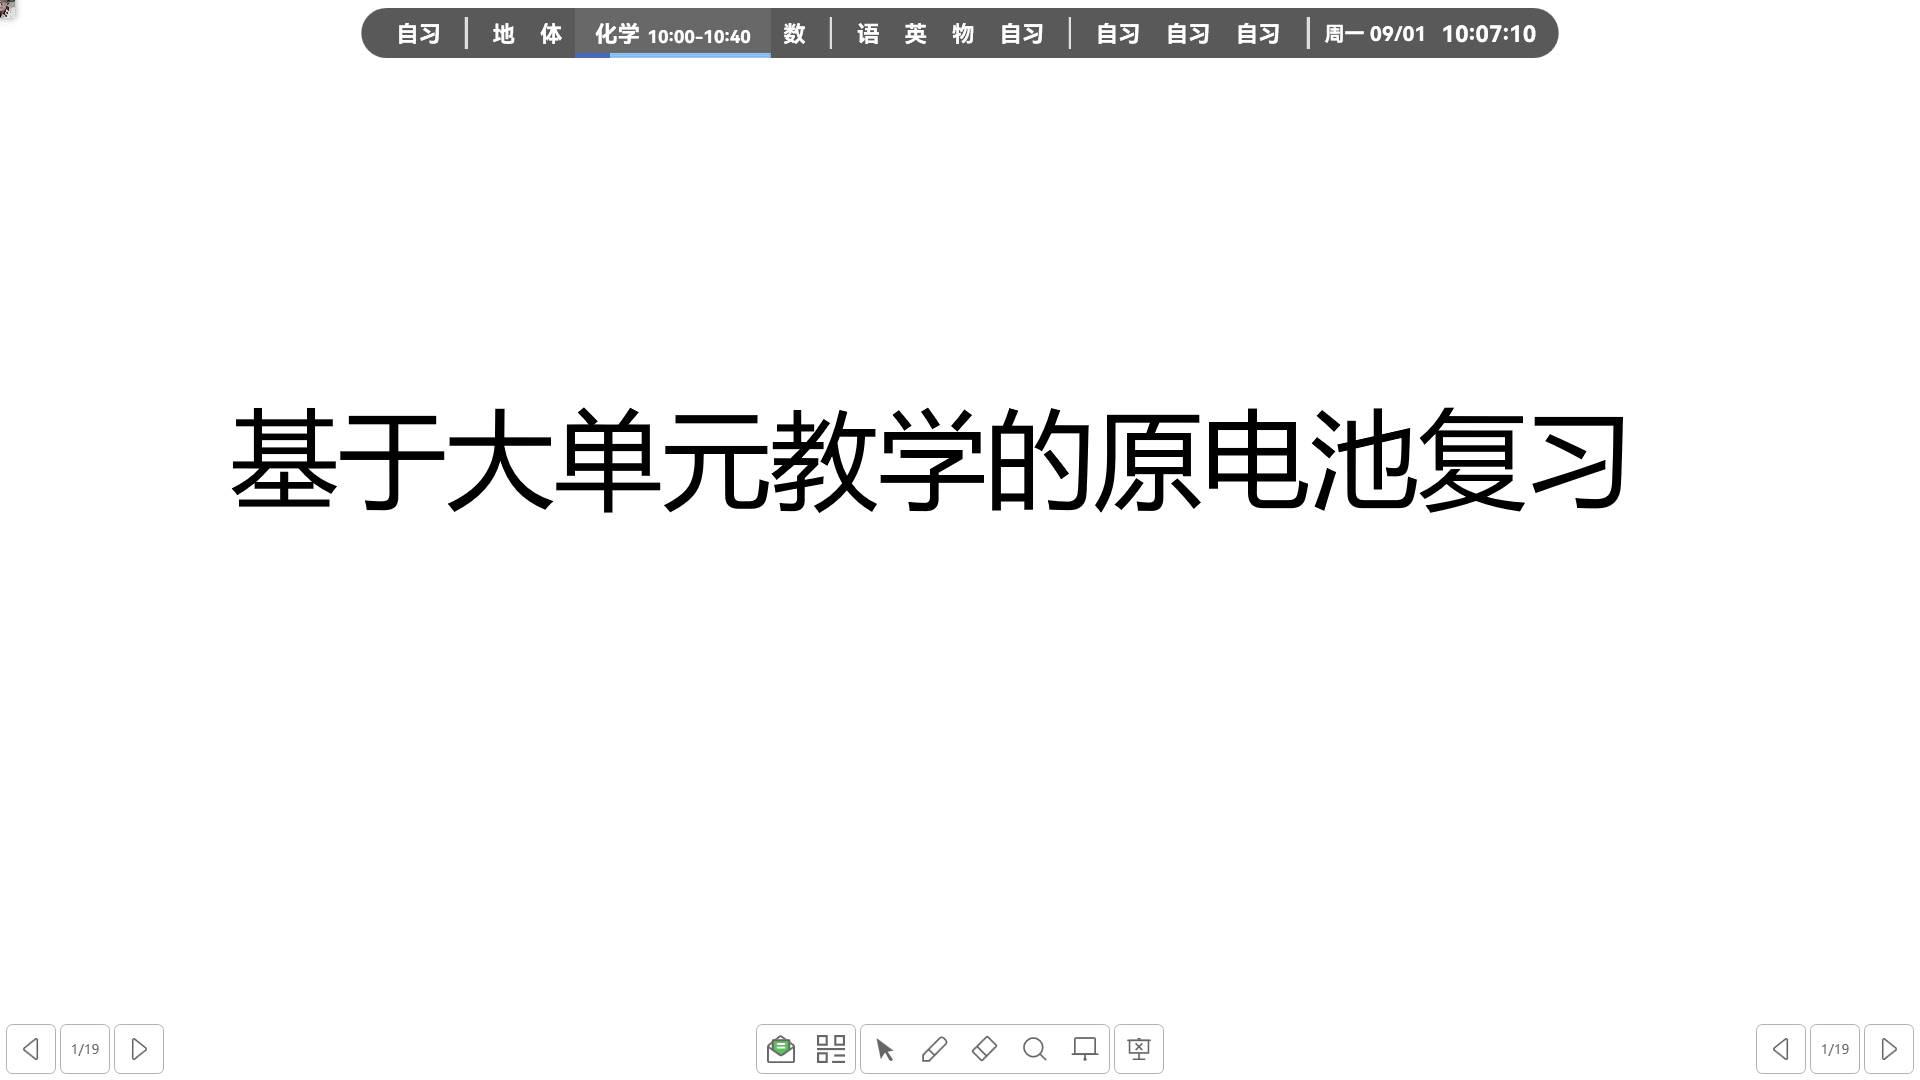 自习 地 体 化学 10:00-10:40 数 语 英 物 自习 自习 自习 自习 周一 09/01 10:07:10
基于大单元教学的原电池复习
1/19 1/19